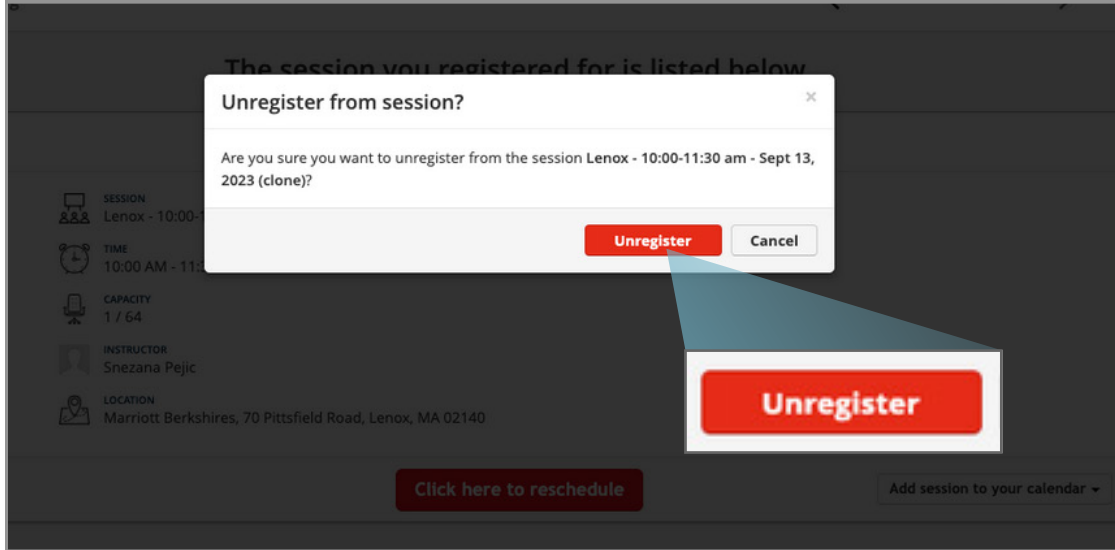 The session you registered for is listed below
Unregister from session?
×
Are you sure you want to unregister from the session Lenox - 10:00-11:30 am - Sept 13,
2023 (clone)?
Unregister
Cancel
SESSION
Lenox - 10:00-1
TIME
10:00 AM - 11:
CAPACITY
1 / 64
INSTRUCTOR
Snezana Pejic
LOCATION
Marriott Berkshires, 70 Pittsfield Road, Lenox, MA 02140
Unregister
Click here to reschedule
Add session to your calendar